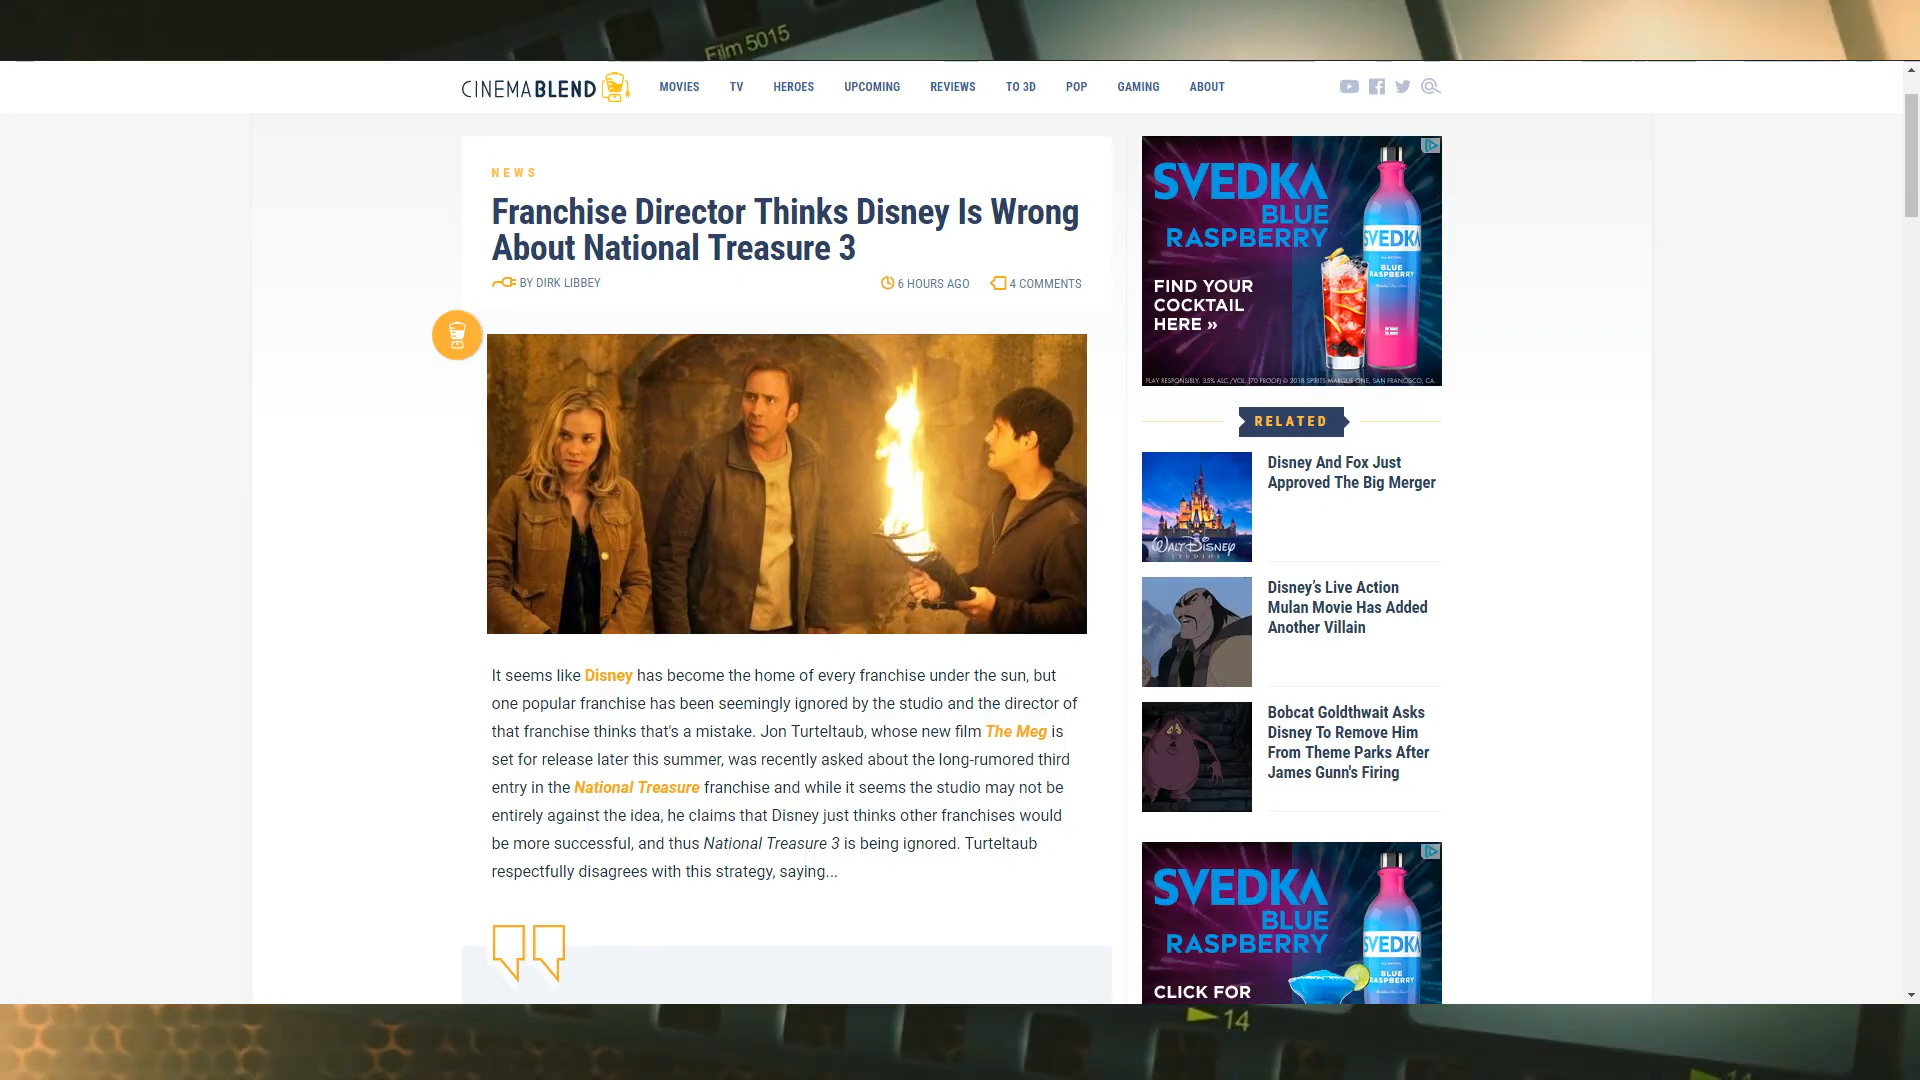 Film 5015
CINEMABLEND
MOVIES
TV
HEROES
UPCOMING
REVIEWS
TO 3D
POP
GAMING
ABOUT
NEWS
Franchise Director Thinks Disney Is Wrong
About National Treasure 3
BY DIRK LIBBEY
6 HOURS AGO
4 COMMENTS
It seems like Disney has become the home of every franchise under the sun, but
one popular franchise has been seemingly ignored by the studio and the director of
that franchise thinks that's a mistake. Jon Turteltaub, whose new film The Meg is
set for release later this summer, was recently asked about the long-rumored third
entry in the National Treasure franchise and while it seems the studio may not be
entirely against the idea, he claims that Disney just thinks other franchises would
be more successful, and thus National Treasure 3 is being ignored. Turteltaub
respectfully disagrees with this strategy, saying...
SVEDKA
BLUE
RASPBERRY
FIND YOUR
COCKTAIL
HERE »
SVEDKA
BLUE
RASPBERRY
PLAY RESPONSIBLY. 35% ALC./VOL. (70 PROOF) © 2018 SPIRITS MARQUE ONE, SAN FRANCISCO, CA.
RELATED
Disney And Fox Just
Approved The Big Merger
WALT DISNEY
STUDIOS
Disney’s Live Action
Mulan Movie Has Added
Another Villain
Bobcat Goldthwait Asks
Disney To Remove Him
From Theme Parks After
James Gunn's Firing
SVEDKA
BLUE
RASPBERRY
CLICK FOR
SVEDKA
BLUE
RASPBERRY
14
14